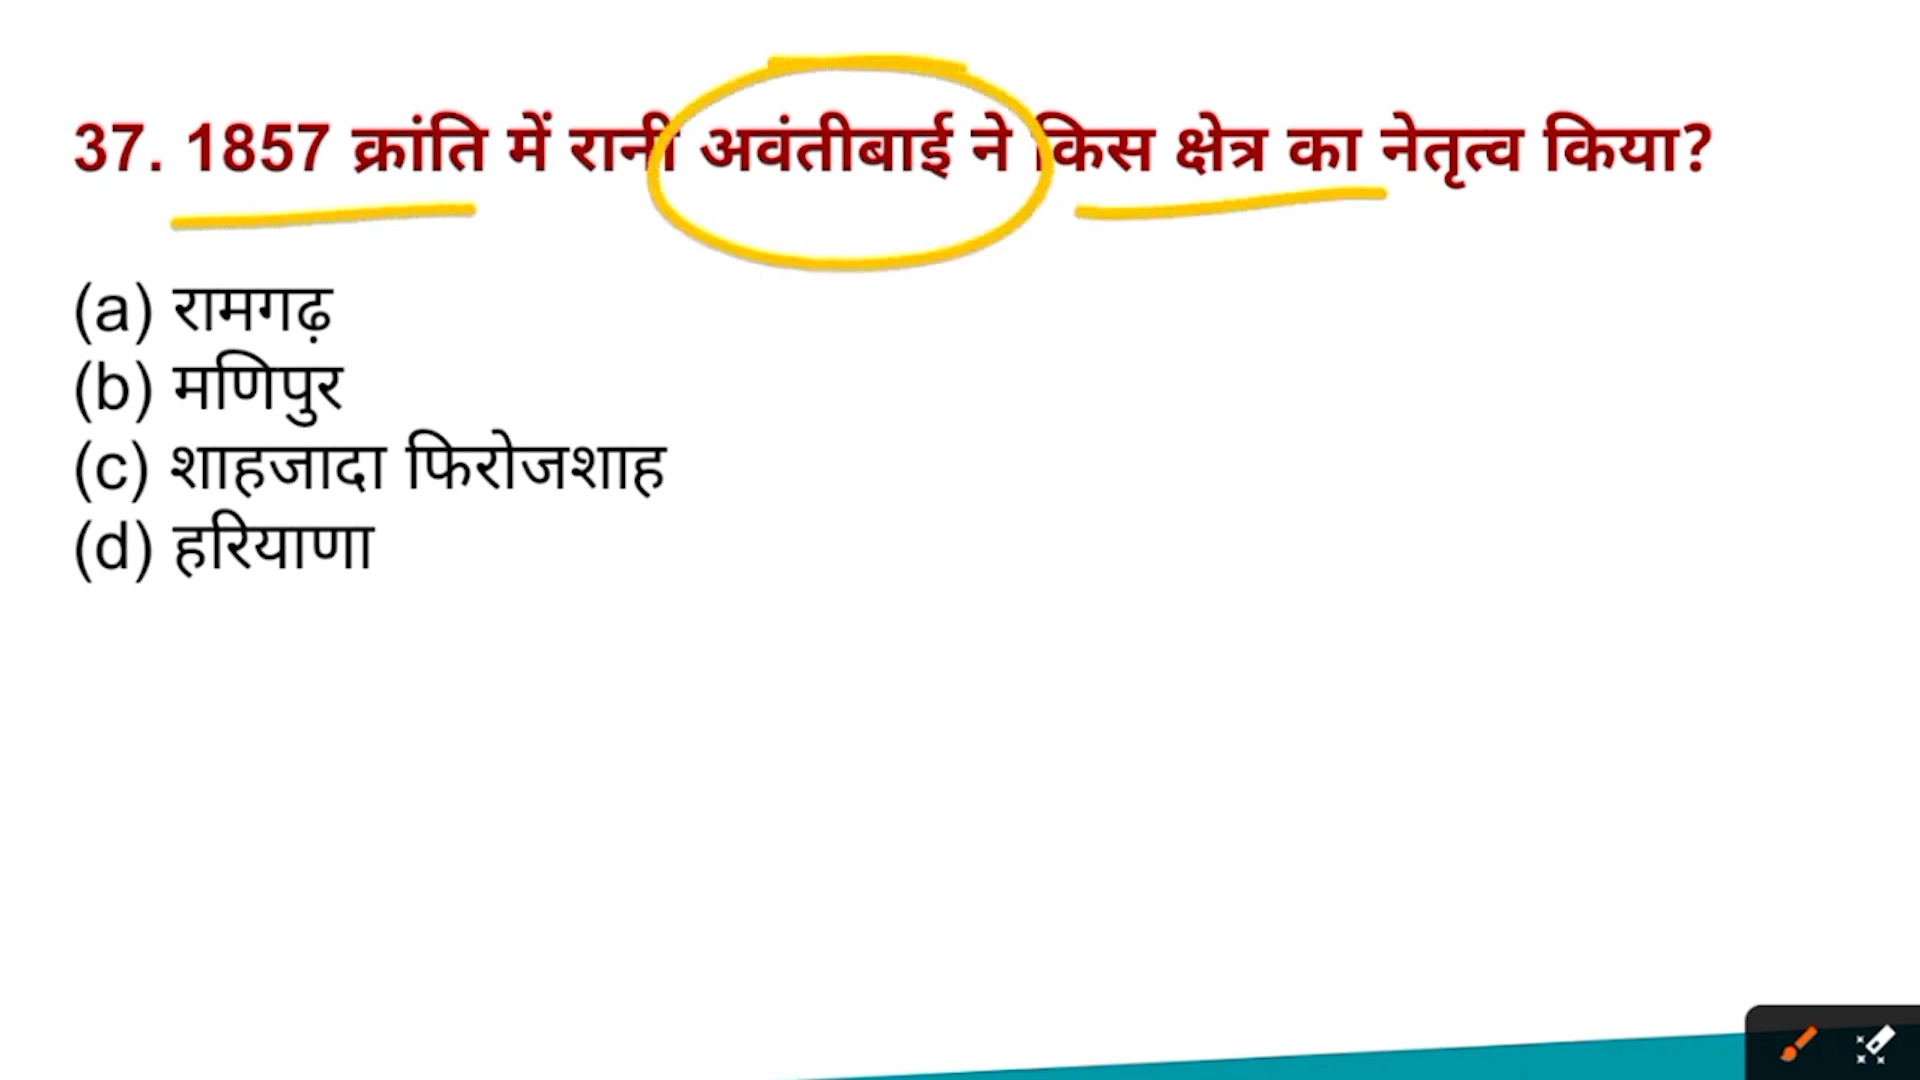 37. 1857 क्रांति में रानी अवंतीबाई ने किस क्षेत्र का नेतृत्व किया?
(a) रामगढ़
(b) मणिपुर
(c) शाहजादा फिरोजशाह
(d) हरियाणा